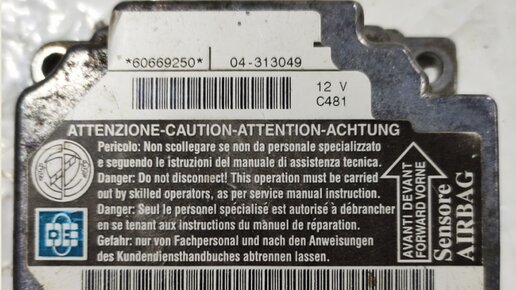 *60669250* 04-313049
12 V
C481
ATTENZIONE-CAUTION-ATTENTION-ACHTUNG
Pericolo: Non scollegare se non da personale specializzato
e seguendo le istruzioni del manuale di assistenza tecnica.
Danger: Do not disconnect! This operation must be carried
out by skilled operators, as per service manual instruction.
Danger: Seul le personel spécialisé est autorisé à débrancher
en se tenant aux instructions du manuel de réparation.
Gefahr: nur von Fachpersonal und nach den Anweisungen
des Kundendiensthandbuches abtrennen lassen.
AVANTI DEVANT
FORWARD VORNE
Sensore
AIRBAG